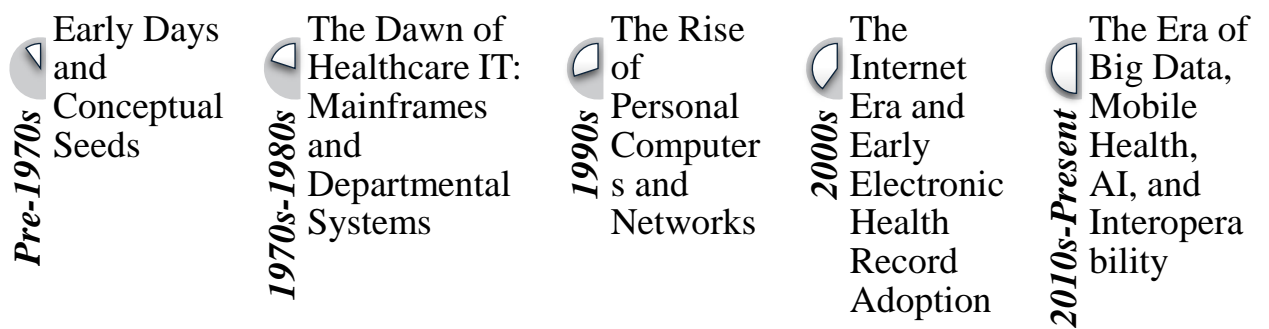 Pre-1970s
Early Days
and
Conceptual
Seeds
1970s-1980s
The Dawn of
Healthcare IT:
Mainframes
and
Departmental
Systems
1990s
The Rise
of
Personal
Computer
s and
Networks
2000s
The
Internet
Era and
Early
Electronic
Health
Record
Adoption
2010s-Present
The Era of
Big Data,
Mobile
Health,
AI, and
Interopera
bility